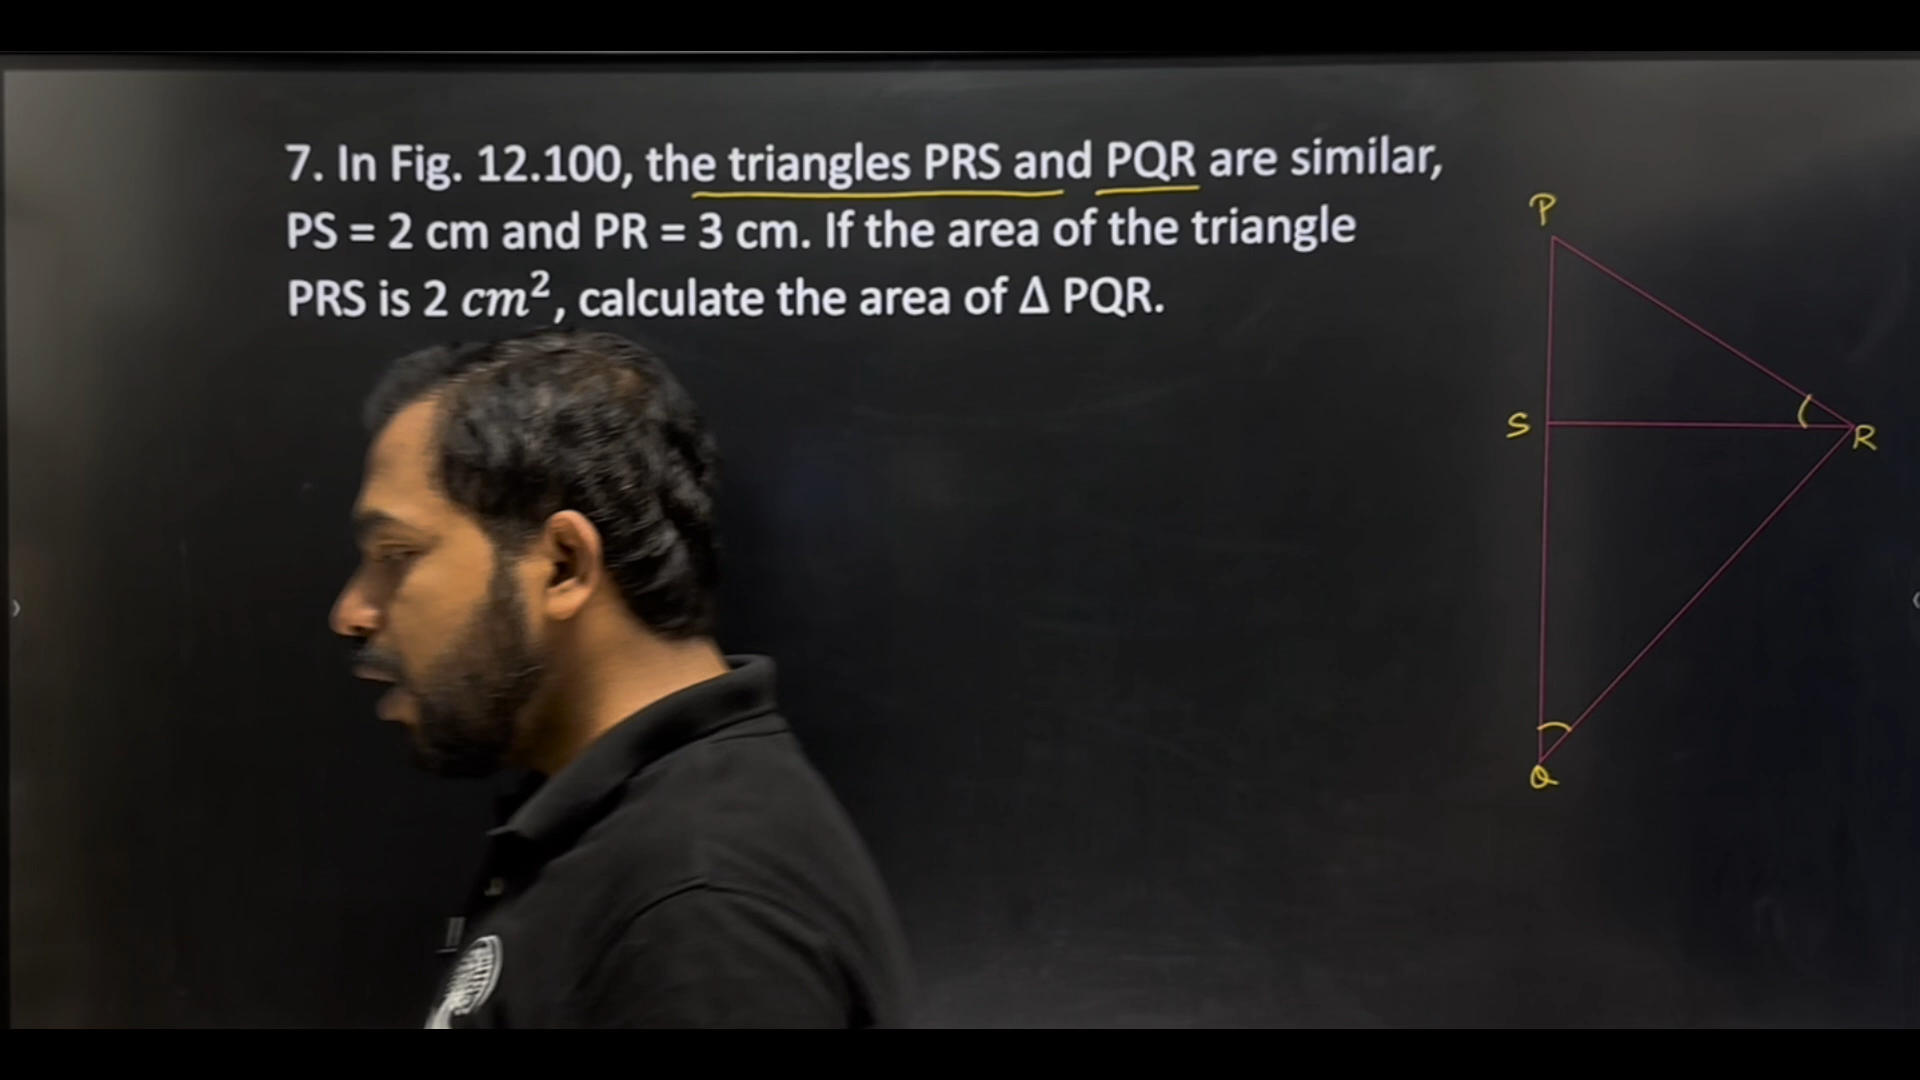 7. In Fig. 12.100, the triangles PRS and PQR are similar,
PS = 2 cm and PR = 3 cm. If the area of the triangle
PRS is 2 cm², calculate the area of Δ PQR.
P
S
R
Q